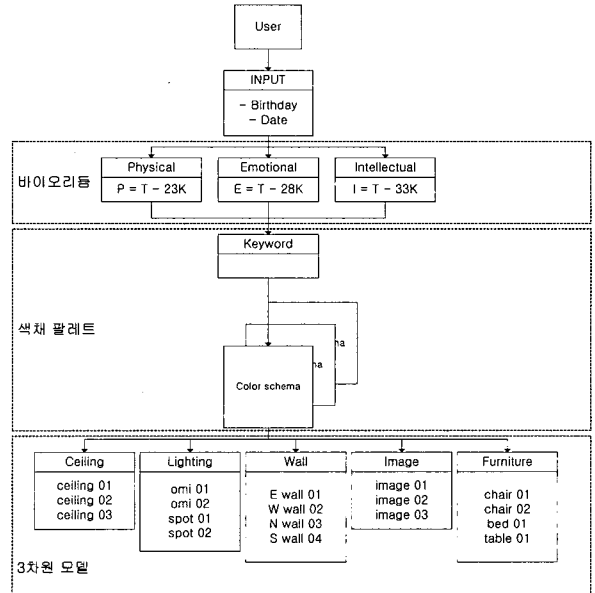 User
INPUT
- Birthday
- Date
바이오리듬
Physical
P = T - 23K
Emotional
E = T - 28K
Intellectual
I = T - 33K
Keyword
색채 팔레트
na
na
Color schema
Ceiling
ceiling 01
ceiling 02
ceiling 03
Lighting
omi 01
omi 02
spot 01
spot 02
Wall
E wall 01
W wall 02
N wall 03
S wall 04
Image
image 01
image 02
image 03
Furniture
chair 01
chair 02
bed 01
table 01
3차원 모델